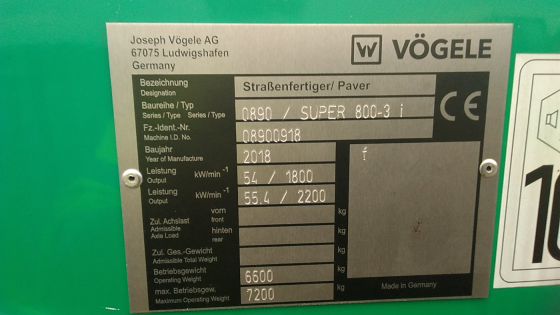 Joseph Vögele AG
67075 Ludwigshafen
Germany
W VÖGELE
Bezeichnung
Designation
Straßenfertiger/ Paver
Baureihe / Typ
Series / Type Series / Type
0890 / SUPER 800-3 i
CE
Fz.-Ident.-Nr.
Machine I.D. No.
08900918
Baujahr
Year of Manufacture
2018
Leistung
Output
kW/min⁻¹
54 / 1800
Leistung
Output
kW/min⁻¹
55.4 / 2200
f
Zul. Achslast
Admissible
Axle Load
vorn
front
kg
hinten
rear
kg
Zul. Ges.-Gewicht
Admissible Total Weight
kg
Betriebsgewicht
Operating Weight
6600
kg
max. Betriebsgew.
Maximum Operating Weight
7200
kg
Made in Germany